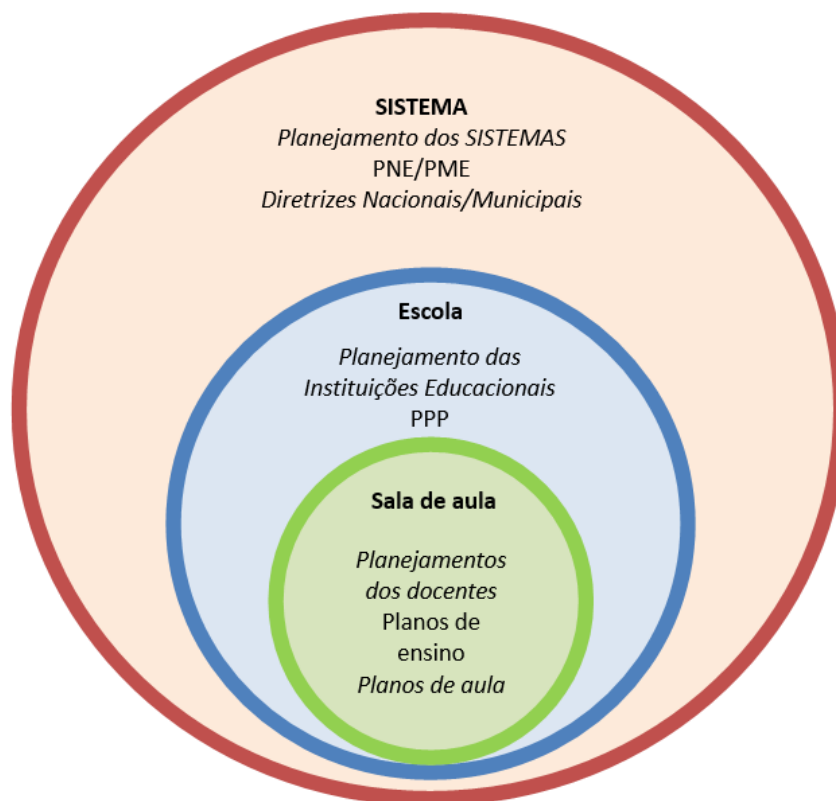 SISTEMA
Planejamento dos SISTEMAS
PNE/PME
Diretrizes Nacionais/Municipais
Escola
Planejamento das
Instituições Educacionais
PPP
Sala de aula
Planejamentos
dos docentes
Planos de
ensino
Planos de aula